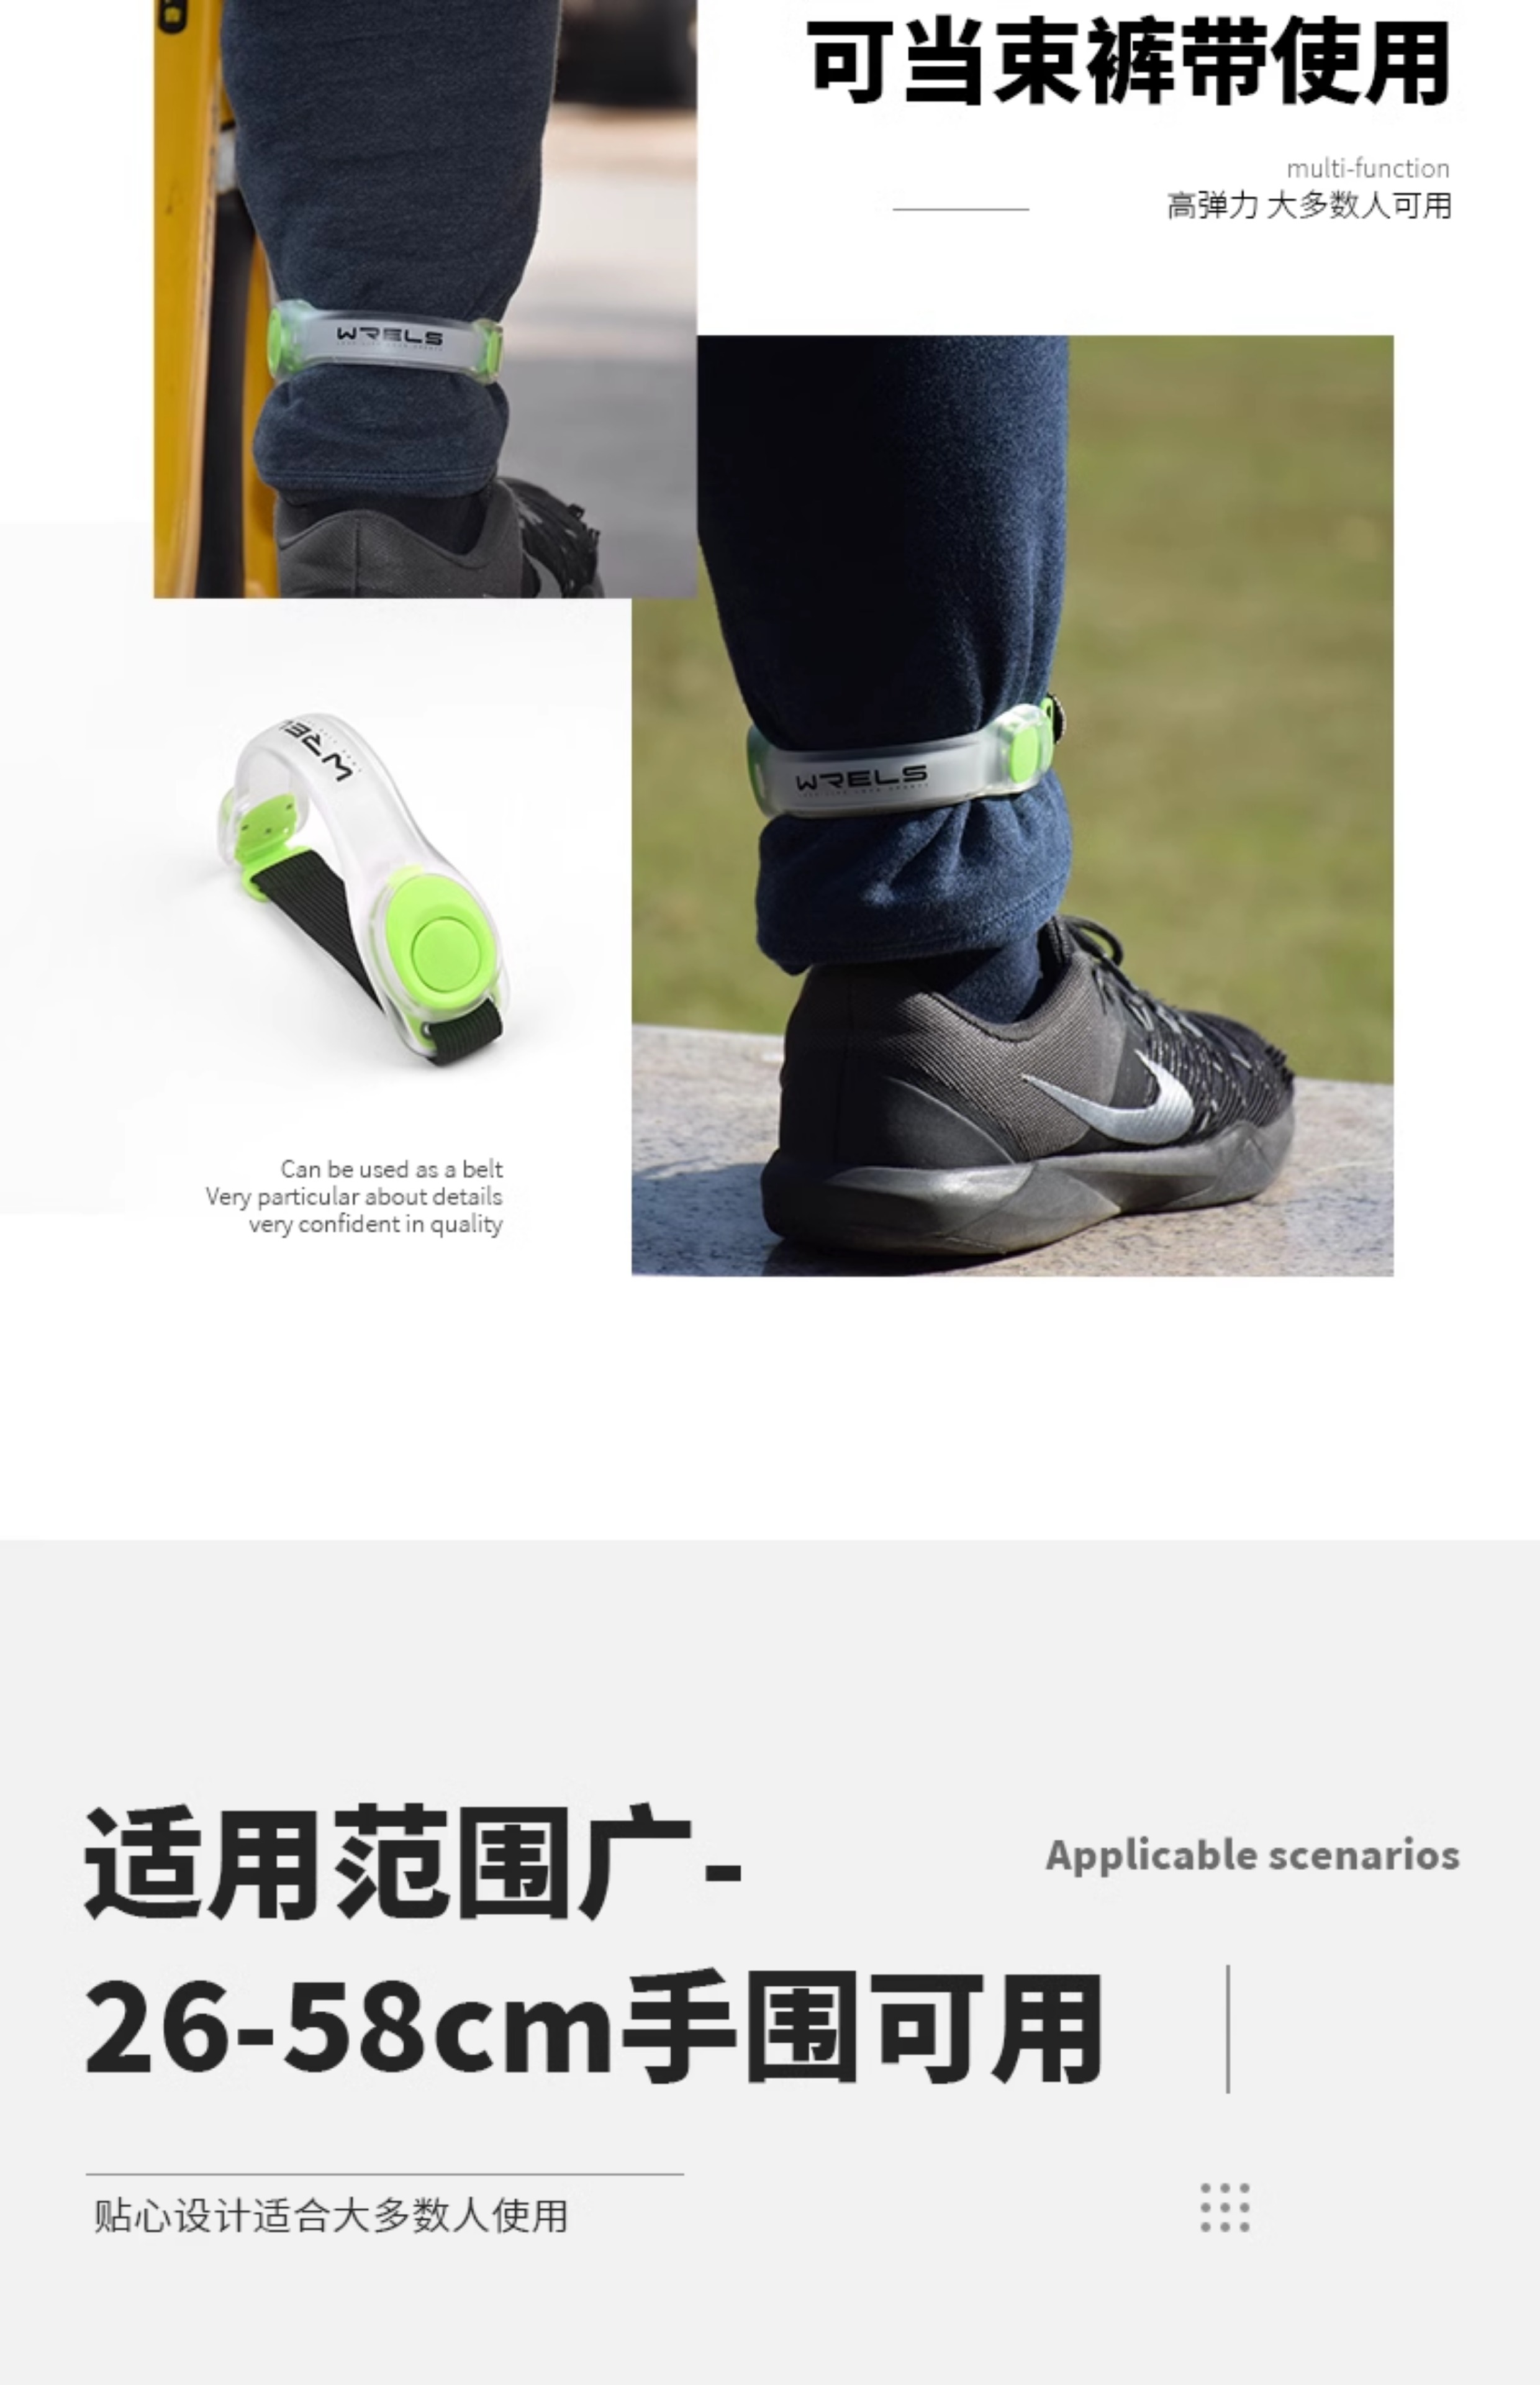 可当束裤带使用
multi-function
高弹力 大多数人可用
WRELS
WREL
WRELS
Can be used as a belt
Very particular about details
very confident in quality
适用范围广-
Applicable scenarios
26-58cm手围可用
贴心设计适合大多数人使用